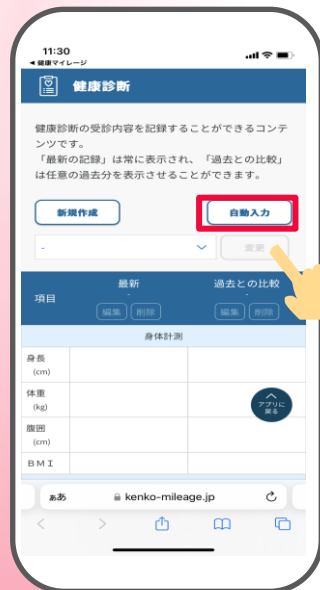 11:30
◀ 健康マイレージ
健康診断
健康診断の受診内容を記録することができるコンテ
ンツです。
「最新の記録」は常に表示され、「過去との比較」
は任意の過去分を表示させることができます。
新規作成
自動入力
-
変更
項目
最新
-
編集
削除
過去との比較
-
編集
削除
身体計測
身長
(cm)
体重
(kg)
腹囲
(cm)
ＢＭＩ
アプリに
戻る
ぁあ
kenko-mileage.jp